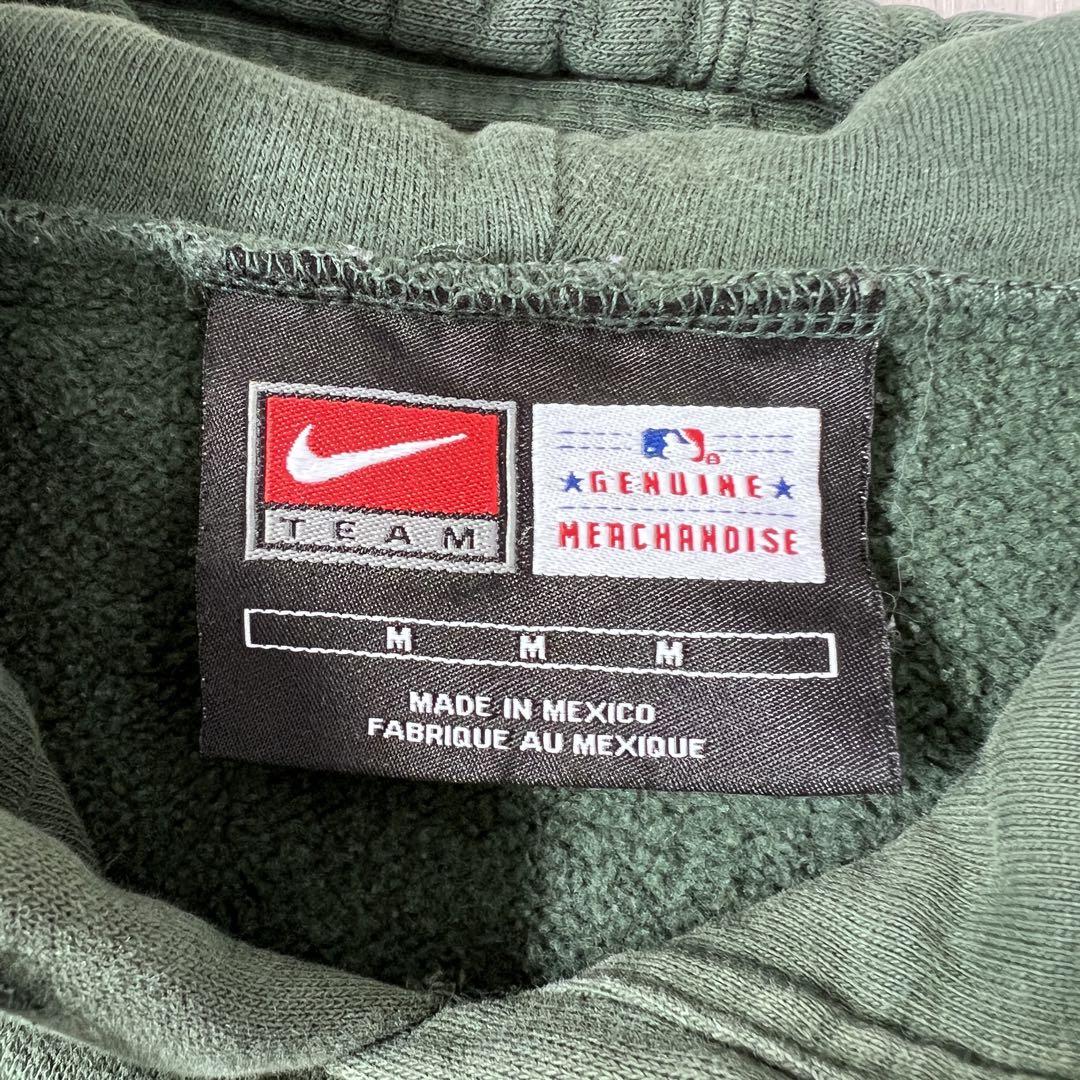 TEAM
GENUINE
MERCHANDISE
M M M
MADE IN MEXICO
FABRIQUE AU MEXIQUE